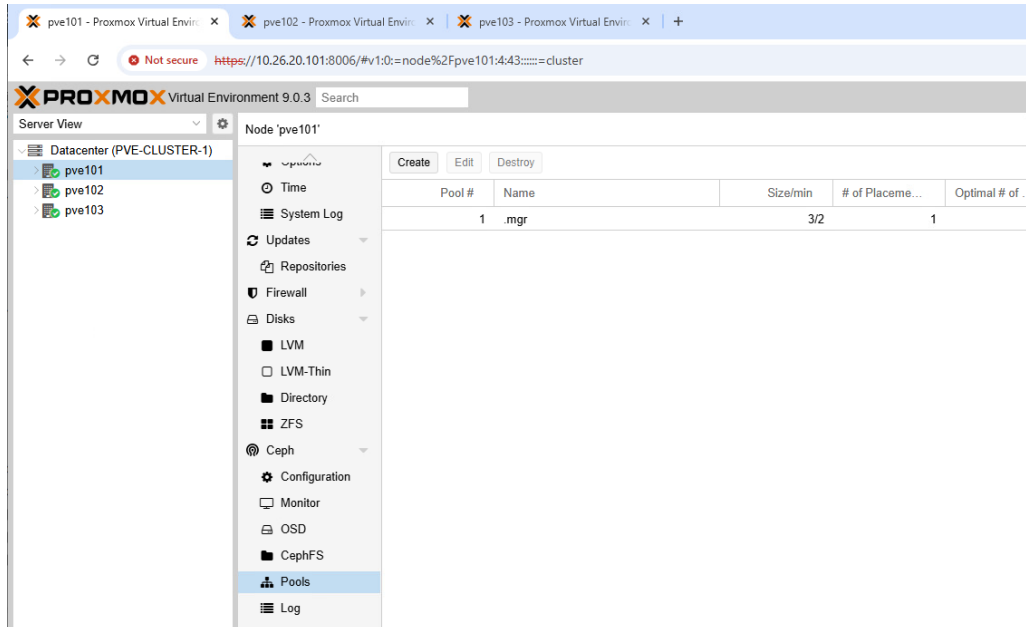 pve101 - Proxmox Virtual Enviro
pve102 - Proxmox Virtual Enviro
pve103 - Proxmox Virtual Enviro
Not secure https://10.26.20.101:8006/#v1:0:=node%2Fpve101:4:43::::::=cluster
PROXMOX Virtual Environment 9.0.3 Search
Server View
Datacenter (PVE-CLUSTER-1)
pve101
pve102
pve103
Node 'pve101'
Options
Time
System Log
Updates
Repositories
Firewall
Disks
LVM
LVM-Thin
Directory
ZFS
Ceph
Configuration
Monitor
OSD
CephFS
Pools
Log
Create Edit Destroy
Pool # Name Size/min # of Placeme... Optimal # of ..
1 .mgr 3/2 1